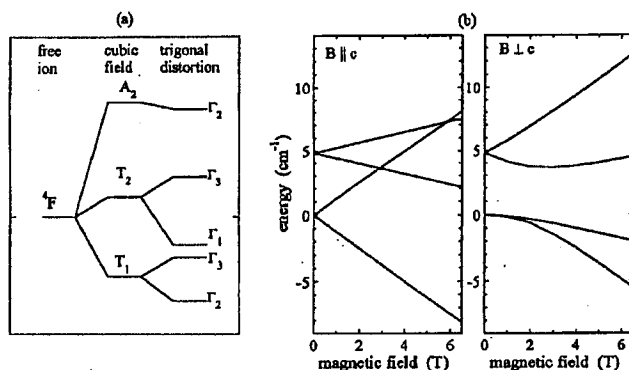 (a)
free cubic trigonal
ion field distortion
A₂
Γ₂
T₂
Γ₃
⁴F
Γ₁
T₁
Γ₃
Γ₂
(b)
B ∥ c
B ⊥ c
energy (cm⁻¹)
10
5
0
-5
0 2 4 6
magnetic field (T)
10
5
0
-5
0 2 4 6
magnetic field (T)